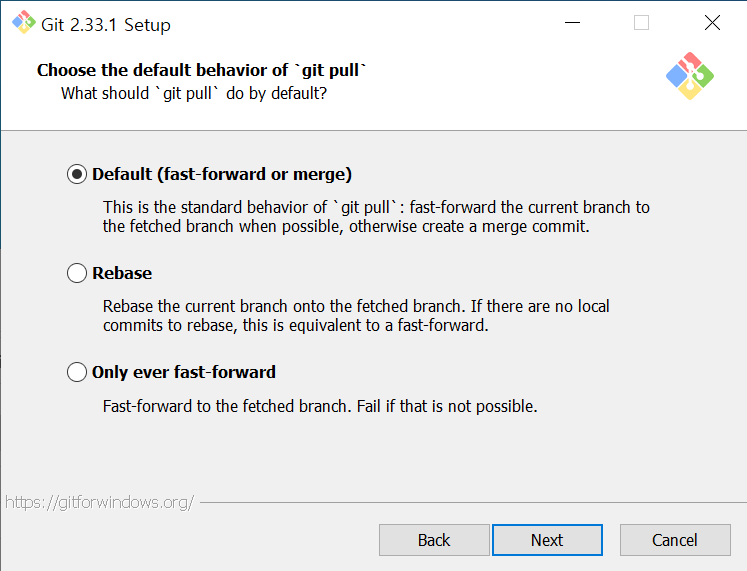 Git 2.33.1 Setup
Choose the default behavior of `git pull`
What should `git pull` do by default?
Default (fast-forward or merge)
This is the standard behavior of `git pull`: fast-forward the current branch to
the fetched branch when possible, otherwise create a merge commit.
Rebase
Rebase the current branch onto the fetched branch. If there are no local
commits to rebase, this is equivalent to a fast-forward.
Only ever fast-forward
Fast-forward to the fetched branch. Fail if that is not possible.
https://gitforwindows.org/
Back Next Cancel